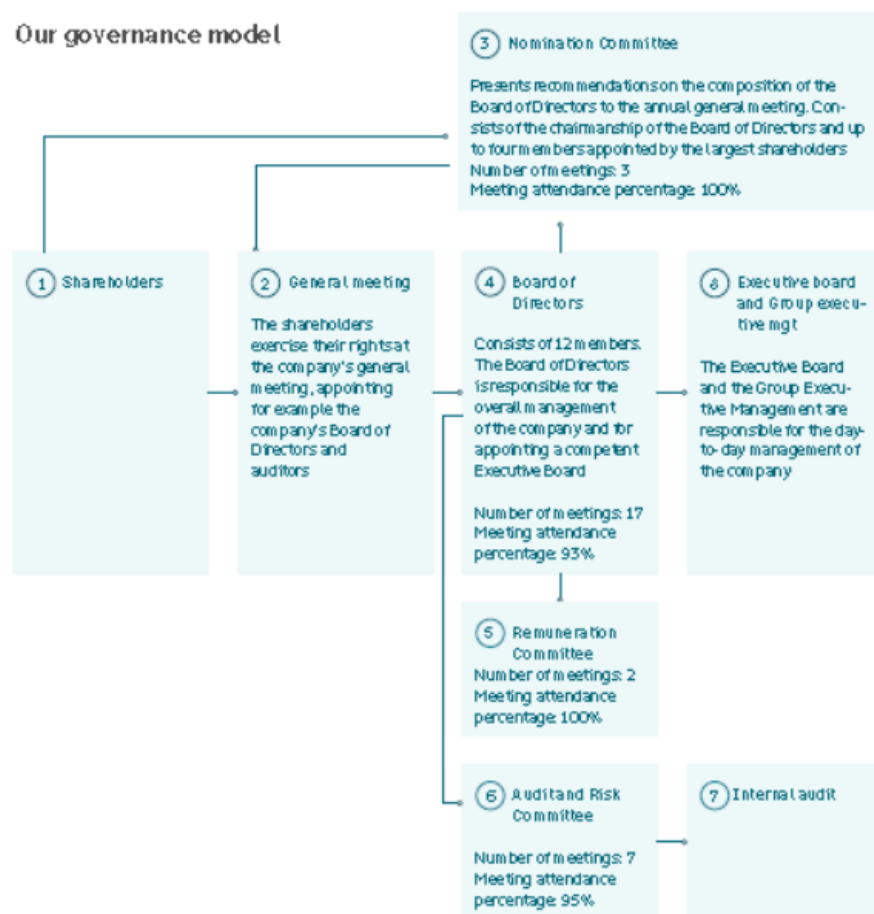 Our governance model
3 Nomination Committee
Presents recommendations on the composition of the
Board of Directors to the annual general meeting. Con-
sists of the chairmanship of the Board of Directors and up
to four members appointed by the largest shareholders
Number of meetings: 3
Meeting attendance percentage: 100%
1 Shareholders
2 General meeting
The shareholders
exercise their rights at
the company's general
meeting, appointing
for example the
company's Board of
Directors and
auditors
4 Board of
Directors
Consists of 12 members.
The Board of Directors
is responsible for the
overall management
of the company and for
appointing a competent
Executive Board
Number of meetings: 17
Meeting attendance
percentage: 93%
8 Executive board
and Group execu-
tive mgt
The Executive Board
and the Group Execu-
tive Management are
responsible for the day-
to-day management of
the company
5 Remuneration
Committee
Number of meetings: 2
Meeting attendance
percentage: 100%
6 Audit and Risk
Committee
Number of meetings: 7
Meeting attendance
percentage: 95%
7 Internal audit